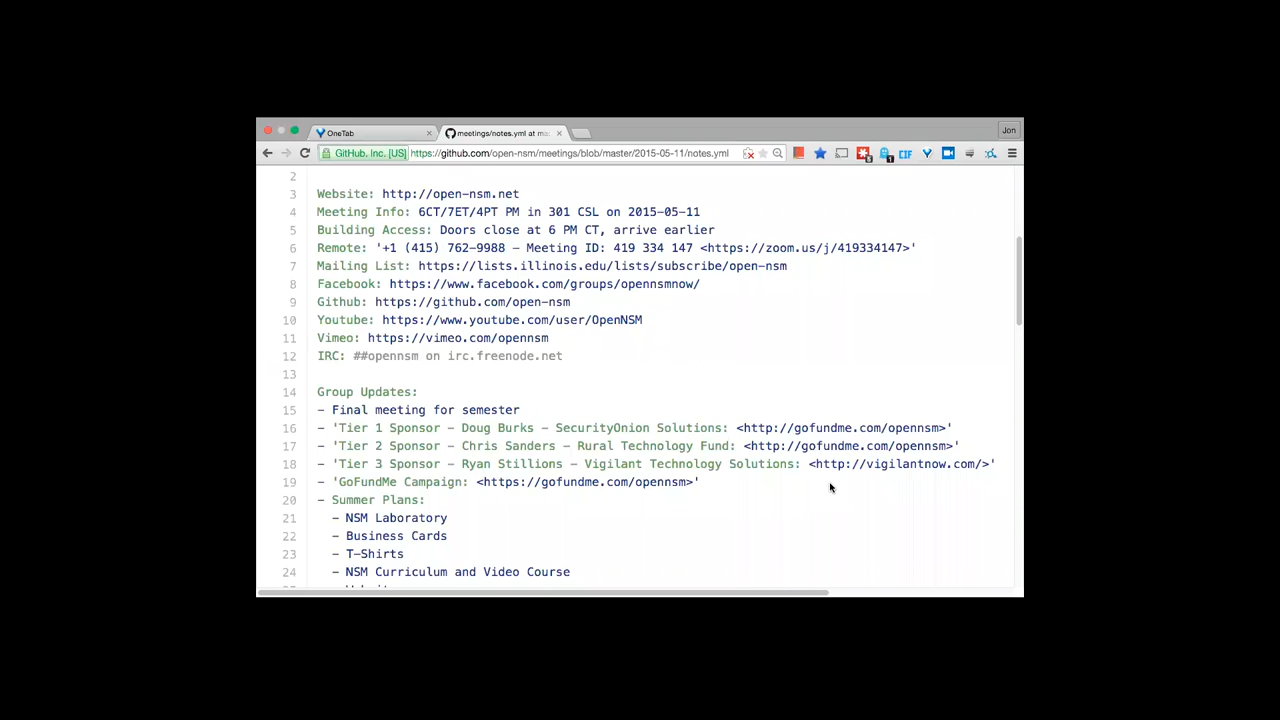 OneTab
meetings/notes.yml at ma
Jon
GitHub, Inc. [US] https://github.com/open-nsm/meetings/blob/master/2015-05-11/notes.yml
2
3 Website: http://open-nsm.net
4 Meeting Info: 6CT/7ET/4PT PM in 301 CSL on 2015-05-11
5 Building Access: Doors close at 6 PM CT, arrive earlier
6 Remote: '+1 (415) 762-9988 - Meeting ID: 419 334 147 <https://zoom.us/j/419334147>'
7 Mailing List: https://lists.illinois.edu/lists/subscribe/open-nsm
8 Facebook: https://www.facebook.com/groups/opennsmnow/
9 Github: https://github.com/open-nsm
10 Youtube: https://www.youtube.com/user/OpenNSM
11 Vimeo: https://vimeo.com/opennsm
12 IRC: ##opennsm on irc.freenode.net
13
14 Group Updates:
15 - Final meeting for semester
16 - 'Tier 1 Sponsor - Doug Burks - SecurityOnion Solutions: <http://gofundme.com/opennsm>'
17 - 'Tier 2 Sponsor - Chris Sanders - Rural Technology Fund: <http://gofundme.com/opennsm>'
18 - 'Tier 3 Sponsor - Ryan Stillions - Vigilant Technology Solutions: <http://vigilantnow.com/>'
19 - 'GoFundMe Campaign: <https://gofundme.com/opennsm>'
20 - Summer Plans:
21 - NSM Laboratory
22 - Business Cards
23 - T-Shirts
24 - NSM Curriculum and Video Course